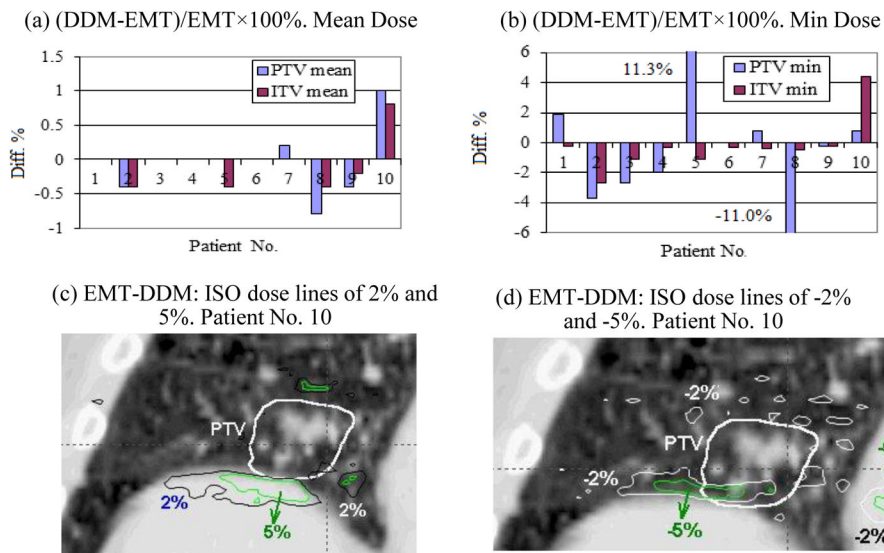 (a) (DDM-EMT)/EMT×100%. Mean Dose
1.5
1
0.5
0
-0.5
-1
Diff. %
PTV mean
ITV mean
1 2 3 4 5 6 7 8 9 10
Patient No.
(b) (DDM-EMT)/EMT×100%. Min Dose
6
4
2
0
-2
-4
-6
Diff. %
11.3%
PTV min
ITV min
1 2 3 4 5 6 7 8 9 10
-11.0%
Patient No.
(c) EMT-DDM: ISO dose lines of 2% and
5%. Patient No. 10
PTV
2%
2%
5%
(d) EMT-DDM: ISO dose lines of -2%
and -5%. Patient No. 10
-2%
PTV
-2%
-5%
-2%